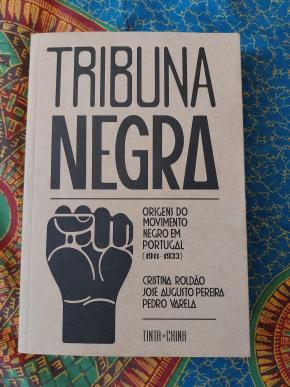 TRIBUNA
NEGRA
ORIGENS DO
MOVIMENTO
NEGRO EM
PORTUGAL
(1911-1933)
CRISTINA ROLDÃO
JOSÉ AUGUSTO PEREIRA
PEDRO VARELA
TINTA DA CHINA